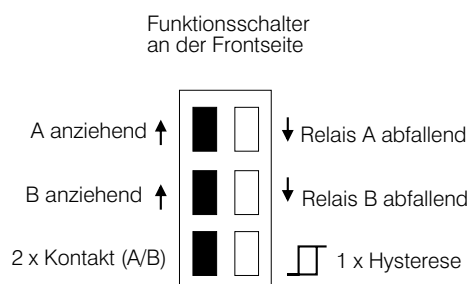 Funktionsschalter
an der Frontseite
A anziehend ↑ ↓ Relais A abfallend
B anziehend ↑ ↓ Relais B abfallend
2 x Kontakt (A/B) 1 x Hysterese